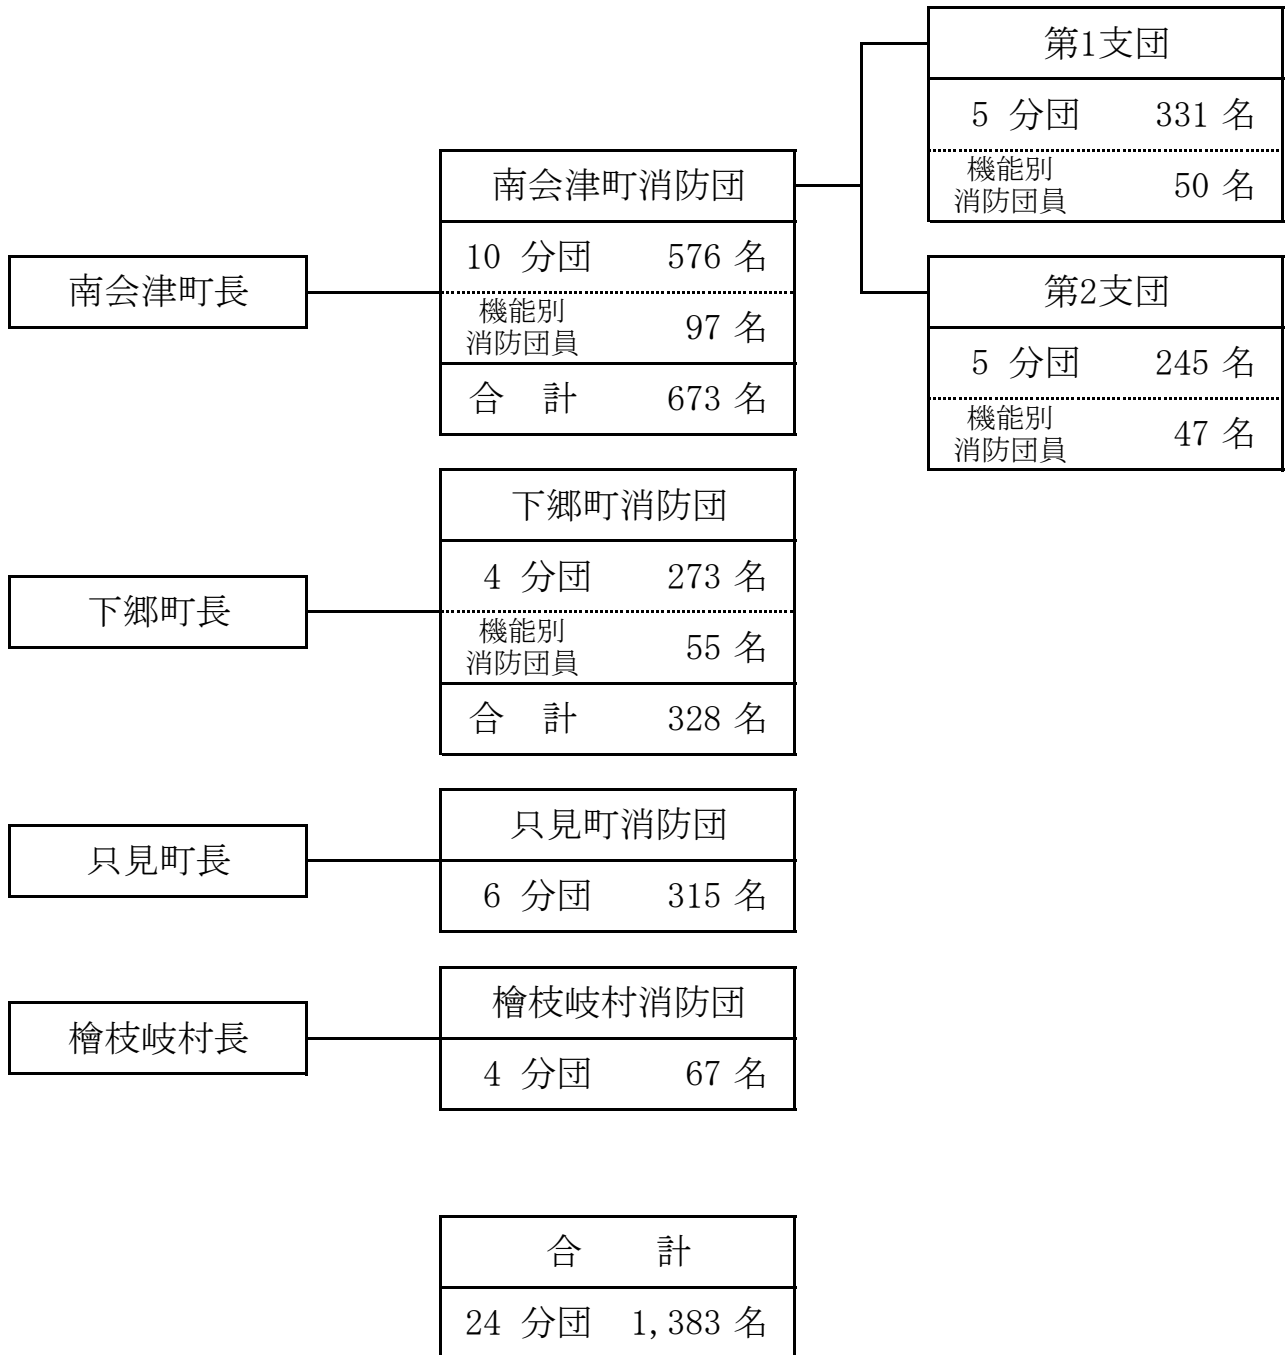 第1支団
5 分団 331 名
機能別
消防団員 50 名
南会津町長
南会津町消防団
10 分団 576 名
機能別
消防団員 97 名
合 計 673 名
第2支団
5 分団 245 名
機能別
消防団員 47 名
下郷町長
下郷町消防団
4 分団 273 名
機能別
消防団員 55 名
合 計 328 名
只見町長
只見町消防団
6 分団 315 名
檜枝岐村長
檜枝岐村消防団
4 分団 67 名
合 計
24 分団 1,383 名